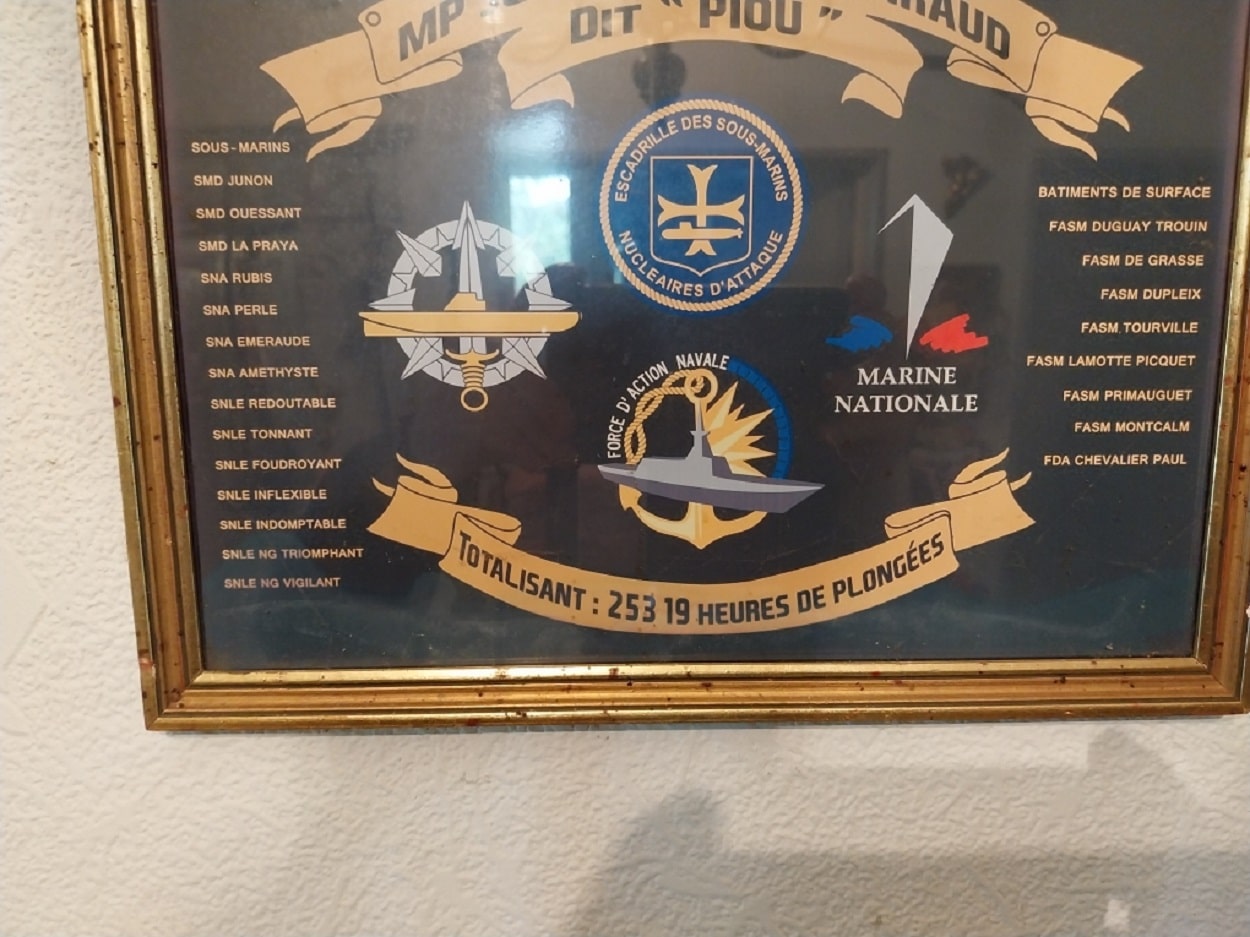 MP
DIT " PIOU "
SOUS - MARINS
SMD JUNON
SMD OUESSANT
SMD LA PRAYA
SNA RUBIS
SNA PERLE
SNA EMERAUDE
SNA AMETHYSTE
SNLE REDOUTABLE
SNLE TONNANT
SNLE FOUDROYANT
SNLE INFLEXIBLE
SNLE INDOMPTABLE
SNLE NG TRIOMPHANT
SNLE NG VIGILANT
ESCADRILLE DES SOUS-MARINS
NUCLEAIRES D'ATTAQUE
FORCE D'ACTION NAVALE
MARINE
NATIONALE
BATIMENTS DE SURFACE
FASM DUGUAY TROUIN
FASM DE GRASSE
FASM DUPLEIX
FASM TOURVILLE
FASM LAMOTTE PICQUET
FASM PRIMAUGUET
FASM MONTCALM
FDA CHEVALIER PAUL
TOTALISANT : 253 19 HEURES DE PLONGÉES